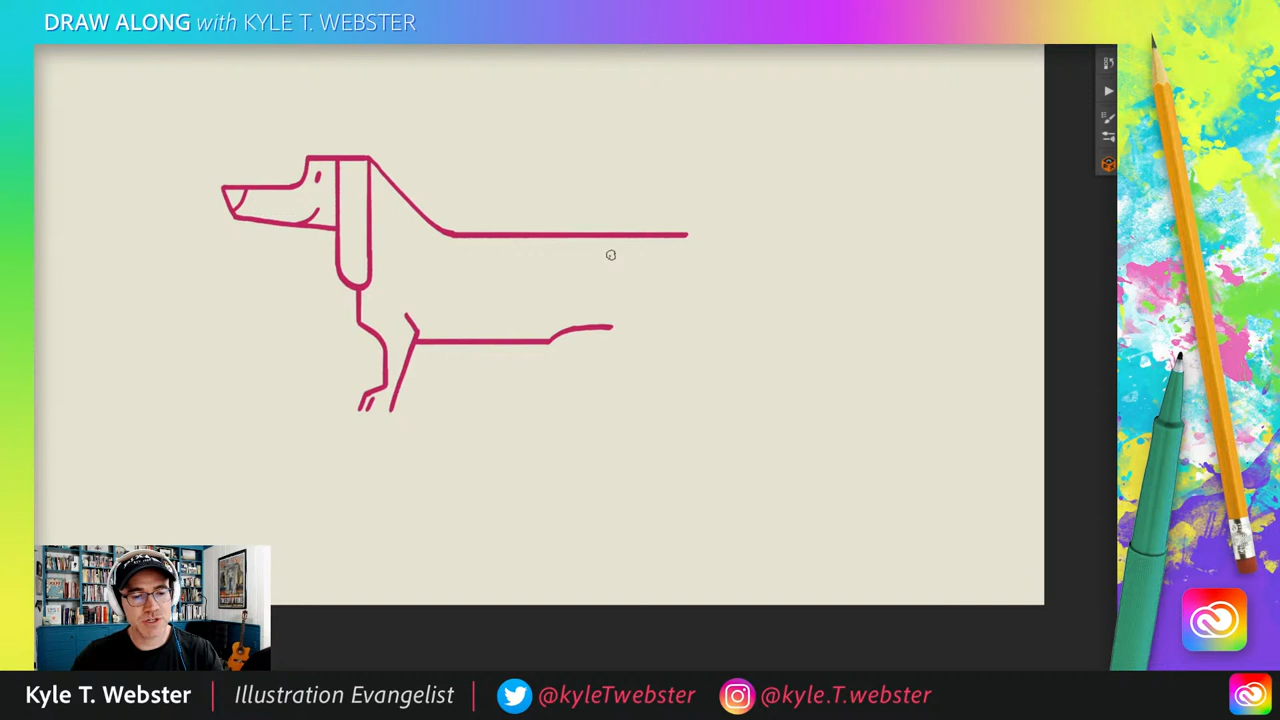 DRAW ALONG with KYLE T. WEBSTER
Kyle T. Webster | Illustration Evangelist | @kyleTwebster @kyle.T.webster